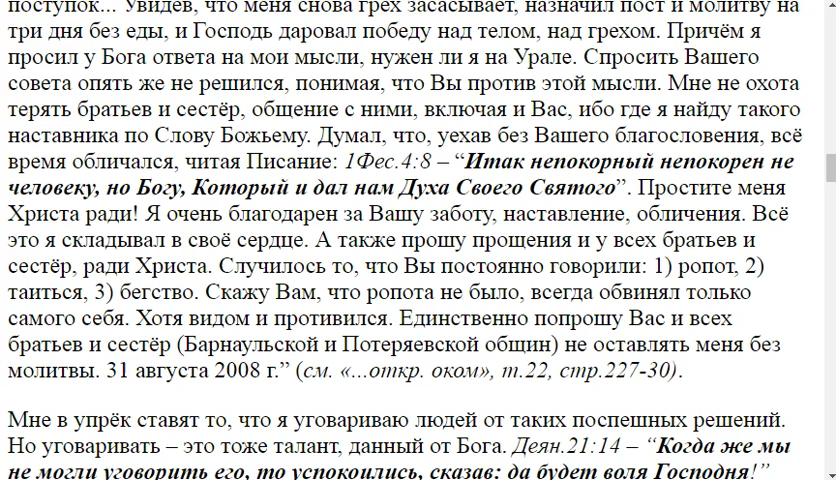 поступок... Увидев, что меня снова грех засасывает, назначил пост и молитву на
три дня без еды, и Господь даровал победу над телом, над грехом. Причём я
просил у Бога ответа на мои мысли, нужен ли я на Урале. Спросить Вашего
совета опять же не решился, понимая, что Вы против этой мысли. Мне не охота
терять братьев и сестёр, общение с ними, включая и Вас, ибо где я найду такого
наставника по Слову Божьему. Думал, что, уехав без Вашего благословения, всё
время обличался, читая Писание: 1Фес.4:8 – “Итак непокорный непокорен не
человеку, но Богу, Который и дал нам Духа Своего Святого”. Простите меня
Христа ради! Я очень благодарен за Вашу заботу, наставление, обличения. Всё
это я складывал в своё сердце. А также прошу прощения и у всех братьев и
сестёр, ради Христа. Случилось то, что Вы постоянно говорили: 1) ропот, 2)
таиться, 3) бегство. Скажу Вам, что ропота не было, всегда обвинял только
самого себя. Хотя видом и противился. Единственно попрошу Вас и всех
братьев и сестёр (Барнаульской и Потеряевской общин) не оставлять меня без
молитвы. 31 августа 2008 г.” (см. «...откр. оком», т.22, стр.227-30).
Мне в упрёк ставят то, что я уговариваю людей от таких поспешных решений.
Но уговаривать – это тоже талант, данный от Бога. Деян.21:14 – “Когда же мы
не могли уговорить его, то успокоились, сказав: да будет воля Господня!”